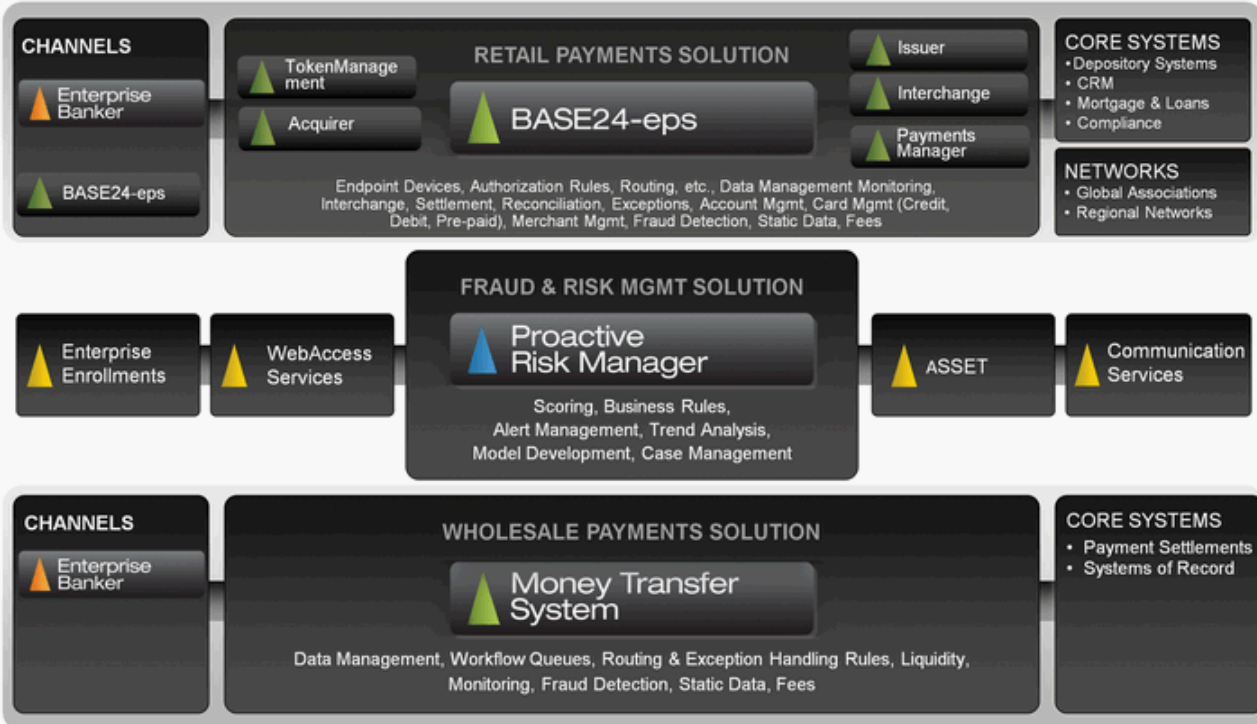 CHANNELS
Enterprise
Banker
BASE24-eps
RETAIL PAYMENTS SOLUTION
TokenManage
ment
Acquirer
BASE24-eps
Issuer
Interchange
Payments
Manager
Endpoint Devices, Authorization Rules, Routing, etc., Data Management Monitoring,
Interchange, Settlement, Reconciliation, Exceptions, Account Mgmt, Card Mgmt (Credit,
Debit, Pre-paid), Merchant Mgmt, Fraud Detection, Static Data, Fees
CORE SYSTEMS
• Depository Systems
• CRM
• Mortgage & Loans
• Compliance
NETWORKS
• Global Associations
• Regional Networks
Enterprise
Enrollments
WebAccess
Services
FRAUD & RISK MGMT SOLUTION
Proactive
Risk Manager
Scoring, Business Rules,
Alert Management, Trend Analysis,
Model Development, Case Management
ASSET
Communication
Services
CHANNELS
Enterprise
Banker
WHOLESALE PAYMENTS SOLUTION
Money Transfer
System
Data Management, Workflow Queues, Routing & Exception Handling Rules, Liquidity,
Monitoring, Fraud Detection, Static Data, Fees
CORE SYSTEMS
• Payment Settlements
• Systems of Record